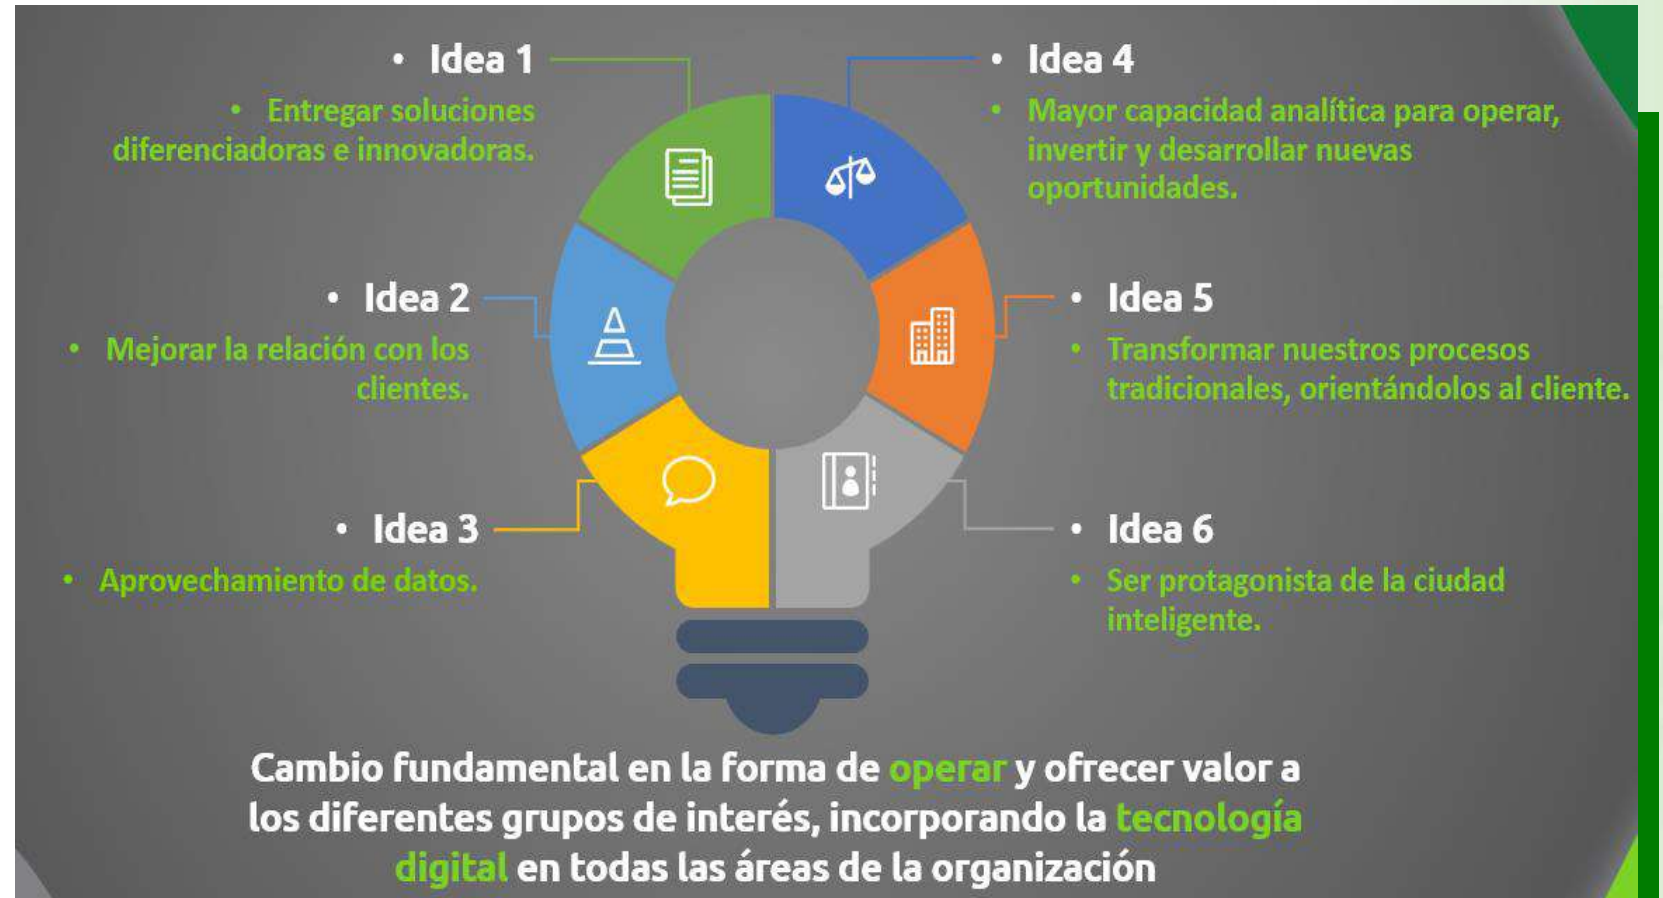 • Idea 1
• Entregar soluciones
diferenciadoras e innovadoras.
• Idea 2
• Mejorar la relación con los
clientes.
• Idea 3
• Aprovechamiento de datos.
• Idea 4
• Mayor capacidad analítica para operar,
invertir y desarrollar nuevas
oportunidades.
• Idea 5
• Transformar nuestros procesos
tradicionales, orientándolos al cliente.
• Idea 6
• Ser protagonista de la ciudad
inteligente.
Cambio fundamental en la forma de operar y ofrecer valor a
los diferentes grupos de interés, incorporando la tecnología
digital en todas las áreas de la organización